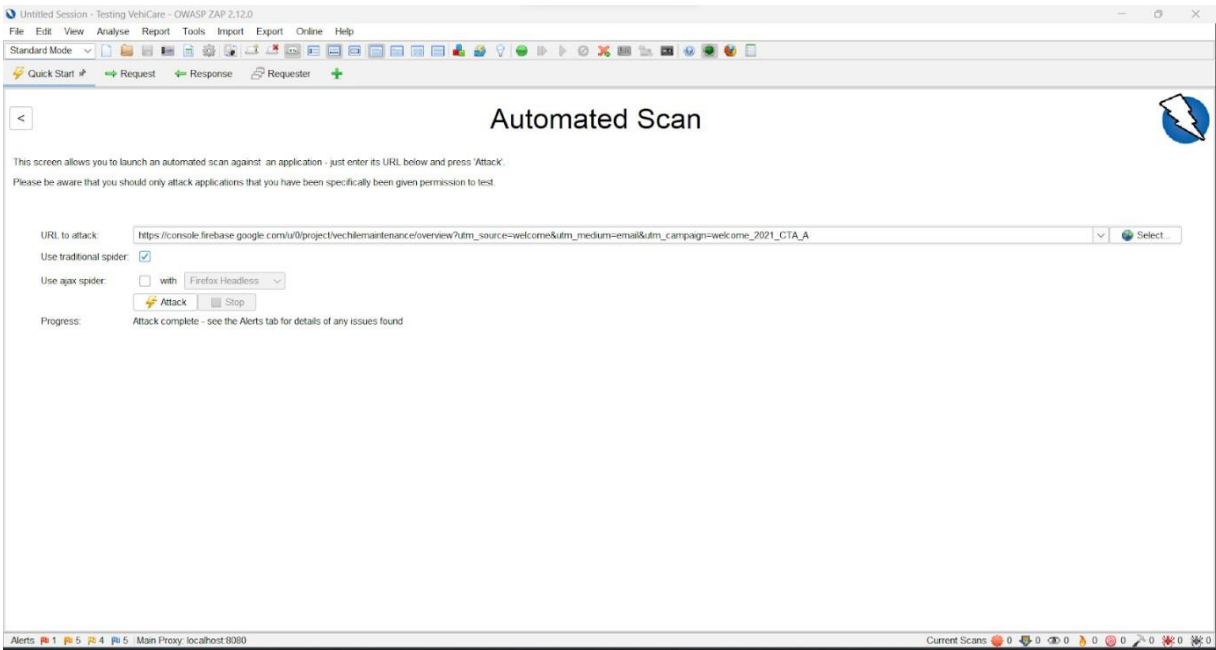 Untitled Session - Testing VehiCare - OWASP ZAP 2.12.0
File Edit View Analyse Report Tools Import Export Online Help
Standard Mode
Quick Start Request Response Requester
<
Automated Scan
This screen allows you to launch an automated scan against an application - just enter its URL below and press 'Attack'.
Please be aware that you should only attack applications that you have been specifically been given permission to test.
URL to attack: https://console.firebase.google.com/u/0/project/vechilemaintenance/overview?utm_source=welcome&utm_medium=email&utm_campaign=welcome_2021_CTA_A Select...
Use traditional spider:
Use ajax spider: with Firefox Headless
Attack Stop
Progress: Attack complete - see the Alerts tab for details of any issues found
Alerts 1 5 4 5 Main Proxy: localhost:8080 Current Scans 0 0 0 0 0 0 0 0